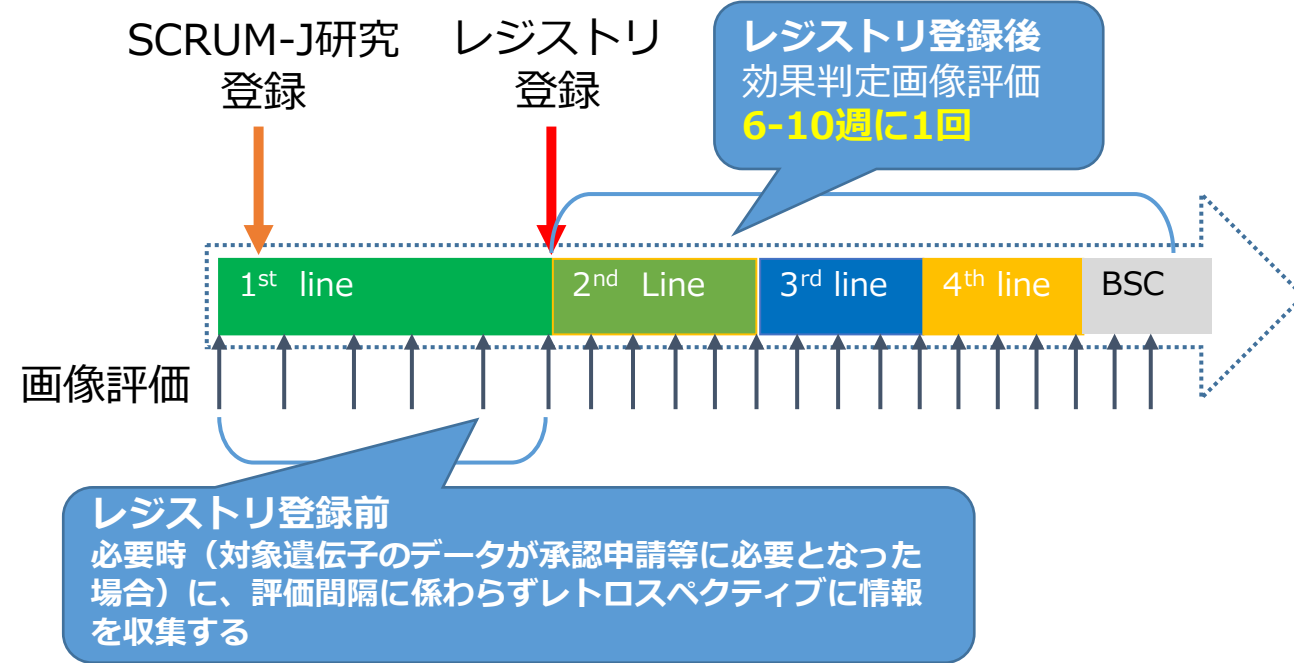 SCRUM-J研究
登録
レジストリ
登録
レジストリ登録後
効果判定画像評価
6-10週に1回
1st line
2nd Line
3rd line
4th line
BSC
画像評価
レジストリ登録前
必要時（対象遺伝子のデータが承認申請等に必要となった
場合）に、評価間隔に係わらずレトロスペクティブに情報
を収集する